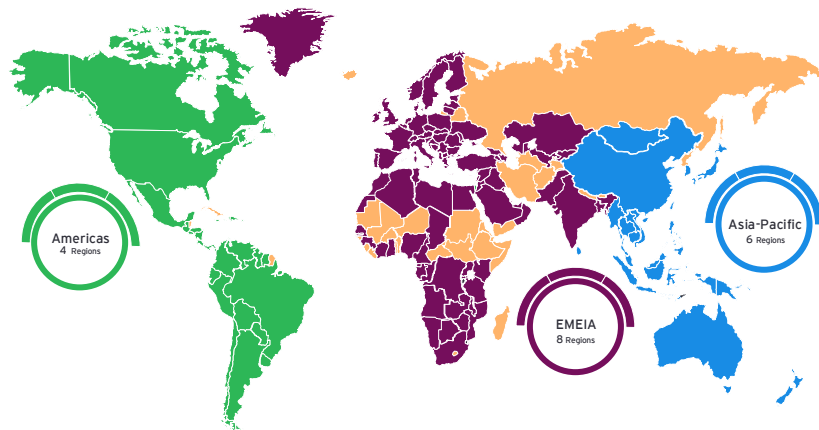 Americas
4 Regions
EMEIA
8 Regions
Asia-Pacific
6 Regions